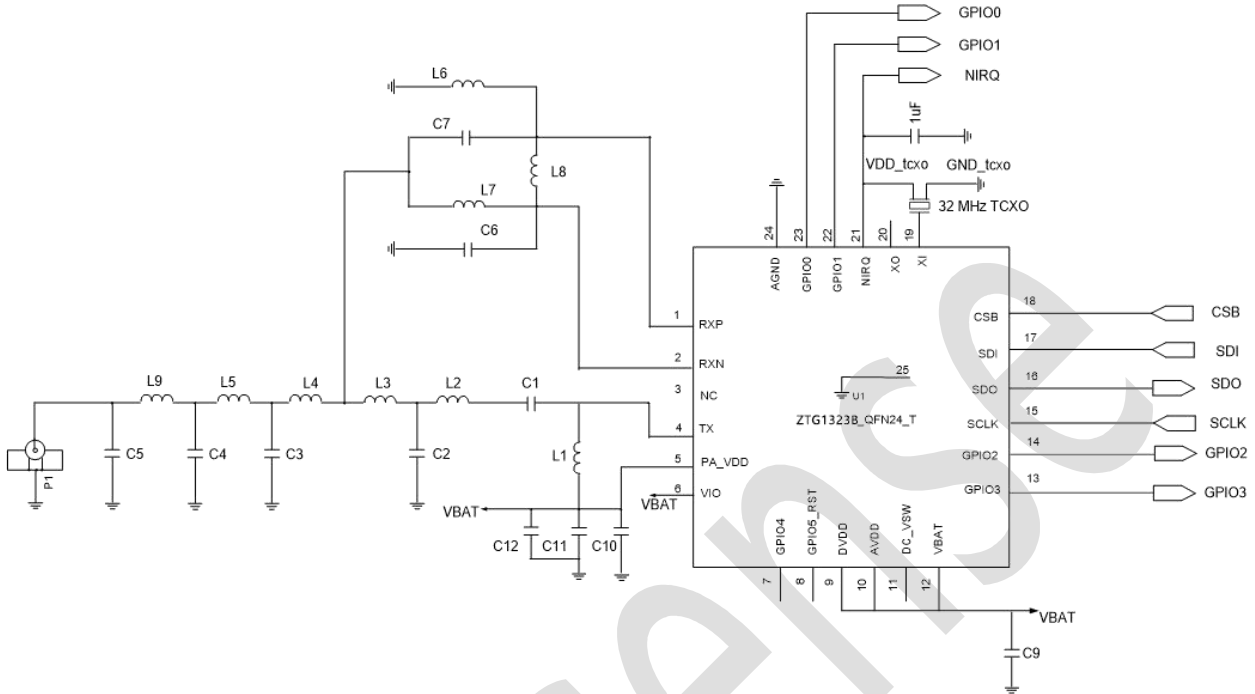 GPIO0
GPIO1
NIRQ
L6
1uF
C7
VDD_tcxo
GND_tcxo
L8
L7
32 MHz TCXO
C6
24
23
22
21
20
19
AGND
GPIO0
GPIO1
NIRQ
XO
XI
1
RXP
CSB
18
CSB
2
RXN
SDI
17
SDI
3
NC
25
SDO
16
SDO
L9
L5
L4
L3
L2
C1
U1
4
TX
ZTG1323B_QFN24_T
SCLK
15
SCLK
C5
C4
C3
C2
L1
5
PA_VDD
GPIO2
14
GPIO2
P1
6
VIO
GPIO3
13
GPIO3
VBAT
VBAT
C12
C11
C10
GPIO4
GPIO5_RST
DVDD
AVDD
DC_VSW
VBAT
7
8
9
10
11
12
VBAT
C9
ense